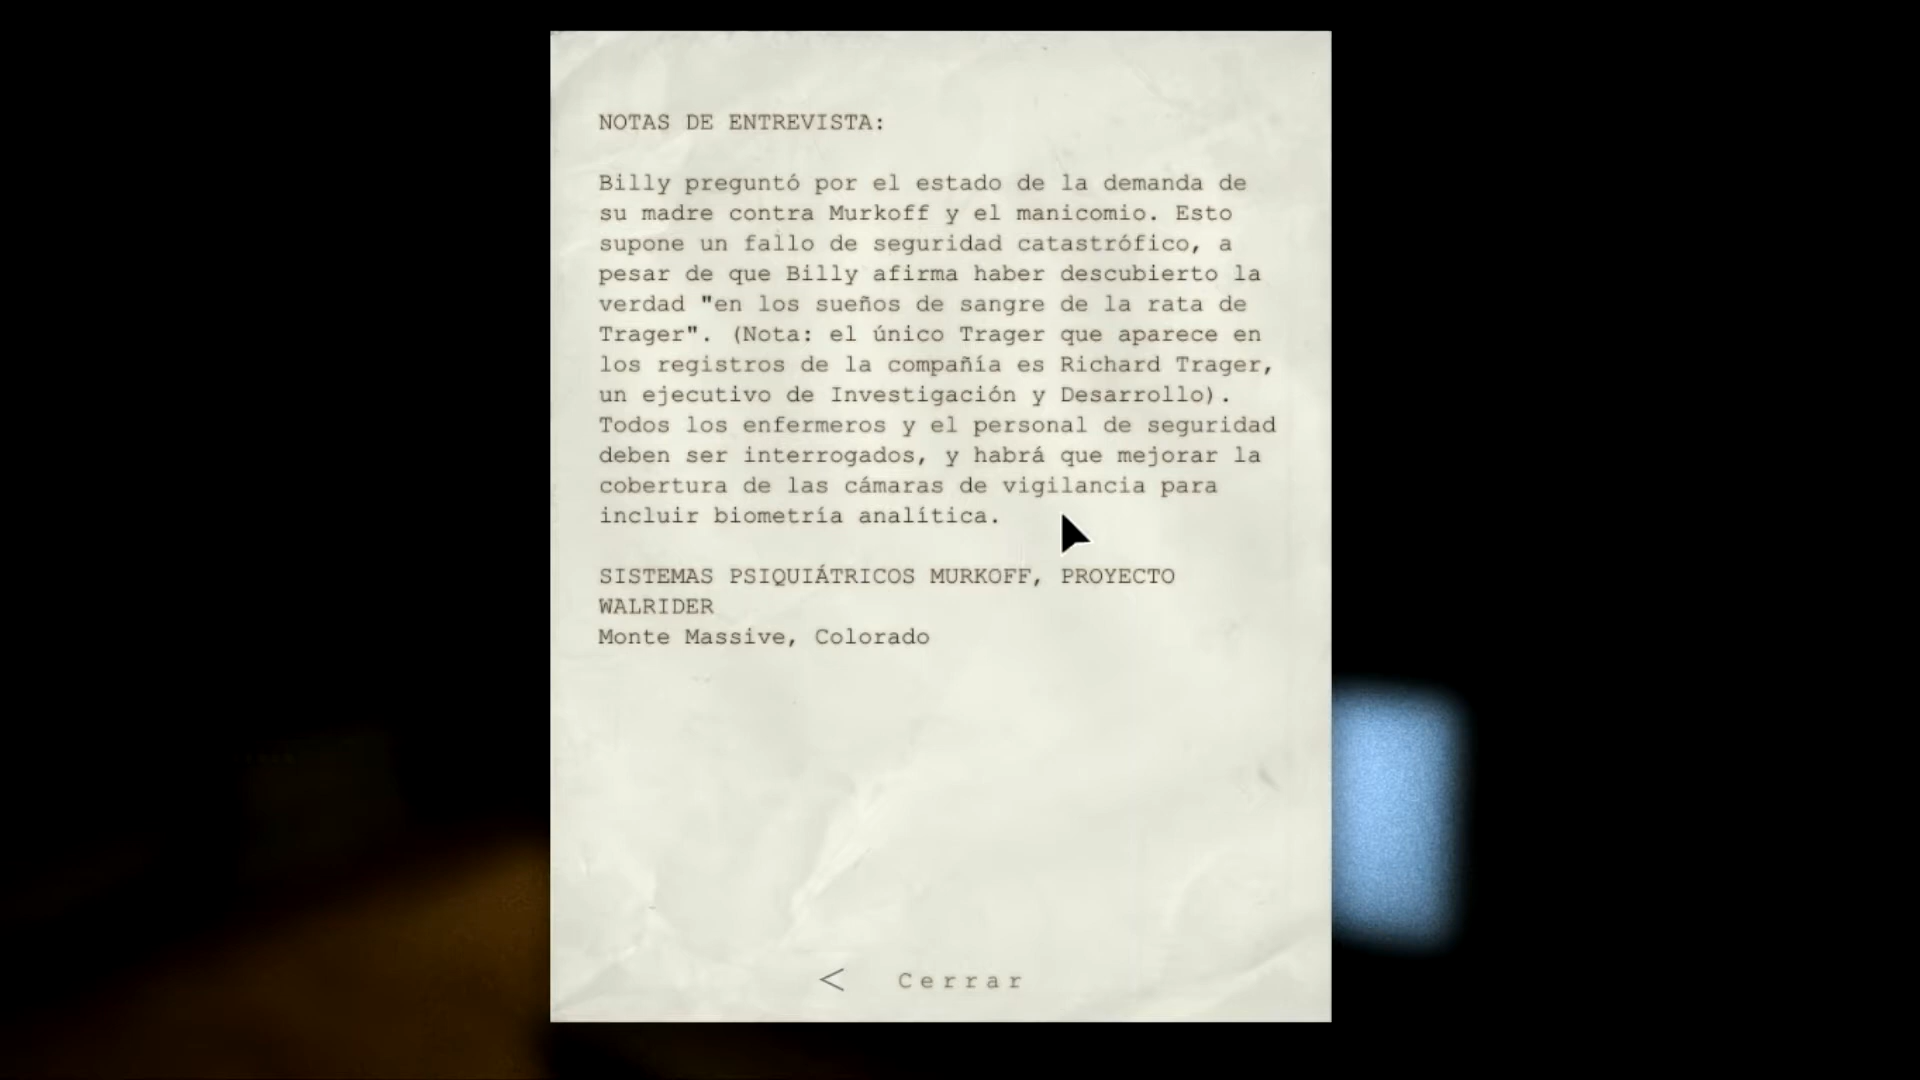 NOTAS DE ENTREVISTA:
Billy preguntó por el estado de la demanda de
su madre contra Murkoff y el manicomio. Esto
supone un fallo de seguridad catastrófico, a
pesar de que Billy afirma haber descubierto la
verdad "en los sueños de sangre de la rata de
Trager". (Nota: el único Trager que aparece en
los registros de la compañía es Richard Trager,
un ejecutivo de Investigación y Desarrollo).
Todos los enfermeros y el personal de seguridad
deben ser interrogados, y habrá que mejorar la
cobertura de las cámaras de vigilancia para
incluir biometría analítica.
SISTEMAS PSIQUIÁTRICOS MURKOFF, PROYECTO
WALRIDER
Monte Massive, Colorado
< Cerrar